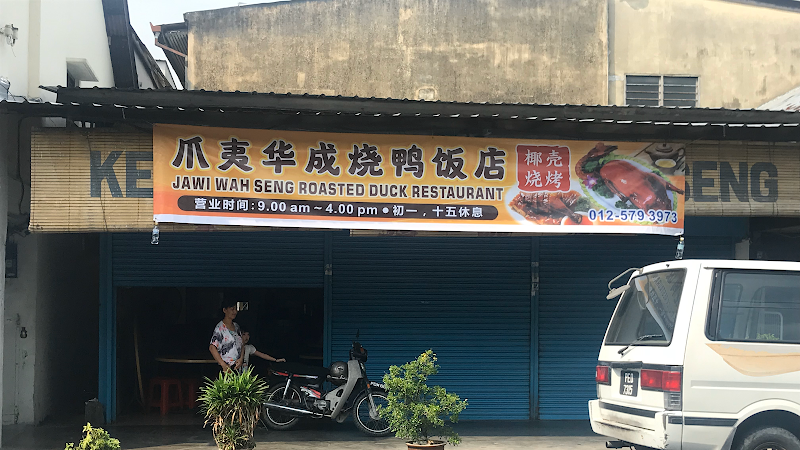 爪夷华成烧鸭饭店
JAWI WAH SENG ROASTED DUCK RESTAURANT
营业时间:9.00 am ~ 4.00 pm ● 初一，十五休息
椰壳
烧烤
012-579 3973
KE
SENG